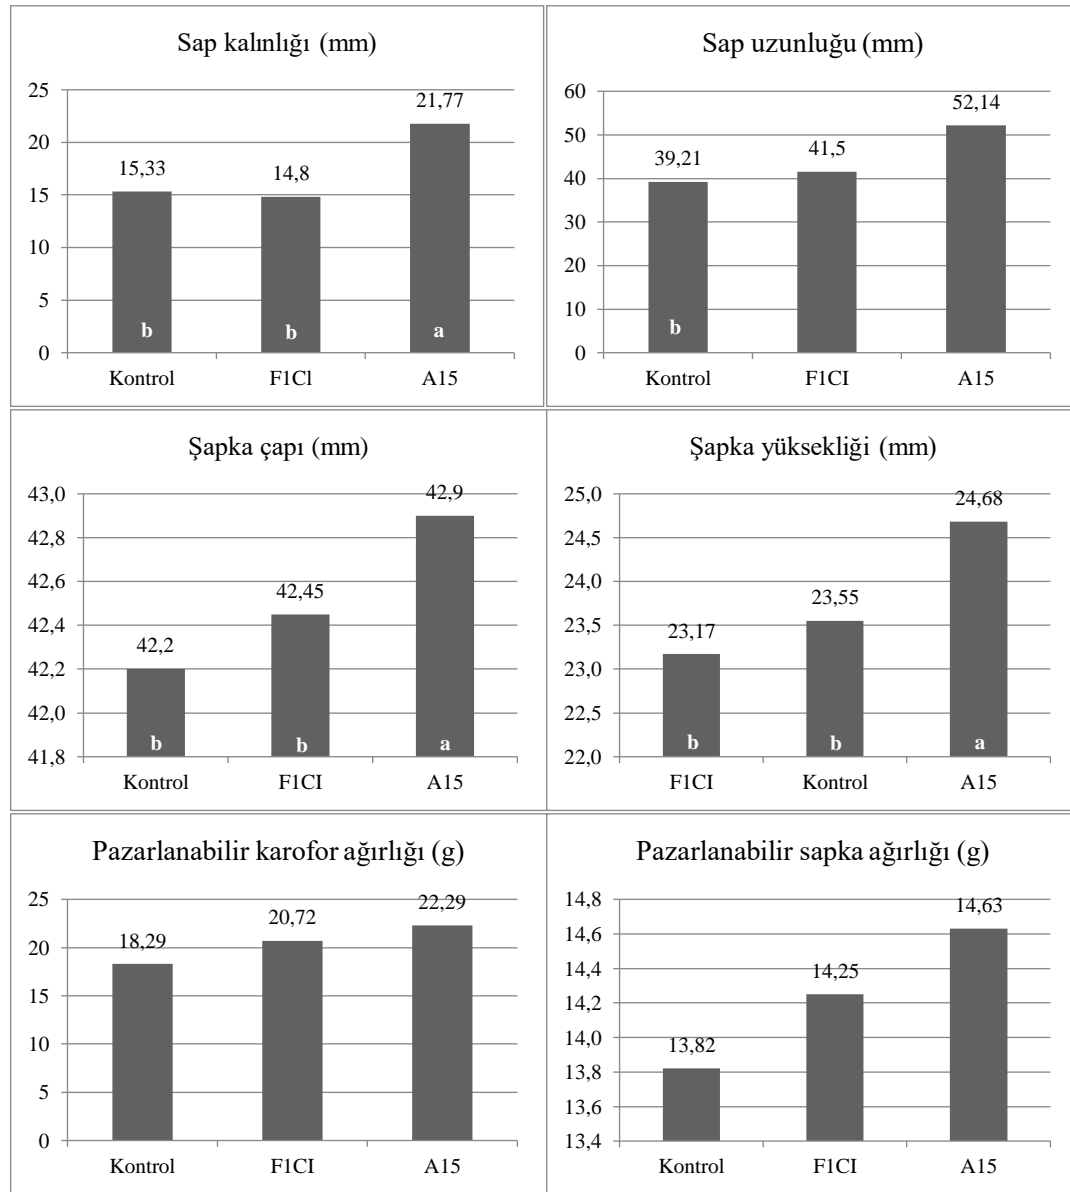 Sap kalınlığı (mm)
25
20
15
10
5
0
15,33
14,8
21,77
b
b
a
Kontrol
F1Cl
A15
Sap uzunluğu (mm)
60
50
40
30
20
10
0
39,21
41,5
52,14
b
Kontrol
F1CI
A15
Şapka çapı (mm)
43,0
42,8
42,6
42,4
42,2
42,0
41,8
42,2
42,45
42,9
b
b
a
Kontrol
F1CI
A15
Şapka yüksekliği (mm)
25,0
24,5
24,0
23,5
23,0
22,5
22,0
23,17
23,55
24,68
b
b
a
F1CI
Kontrol
A15
Pazarlanabilir karofor ağırlığı (g)
25
20
15
10
5
0
18,29
20,72
22,29
Kontrol
F1CI
A15
Pazarlanabilir sapka ağırlığı (g)
14,8
14,6
14,4
14,2
14,0
13,8
13,6
13,4
13,82
14,25
14,63
Kontrol
F1CI
A15